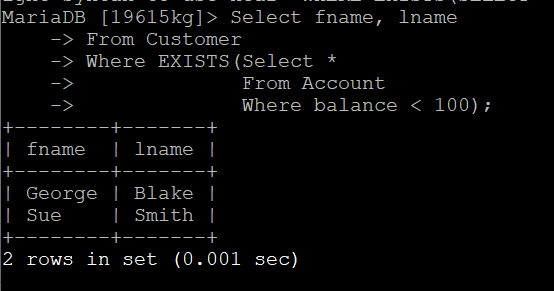 MariaDB [19615kg]> Select fname, lname
    -> From Customer
    -> Where EXISTS(Select *
    ->              From Account
    ->              Where balance < 100);
+--------+-------+
| fname  | lname |
+--------+-------+
| George | Blake |
| Sue    | Smith |
+--------+-------+
2 rows in set (0.001 sec)